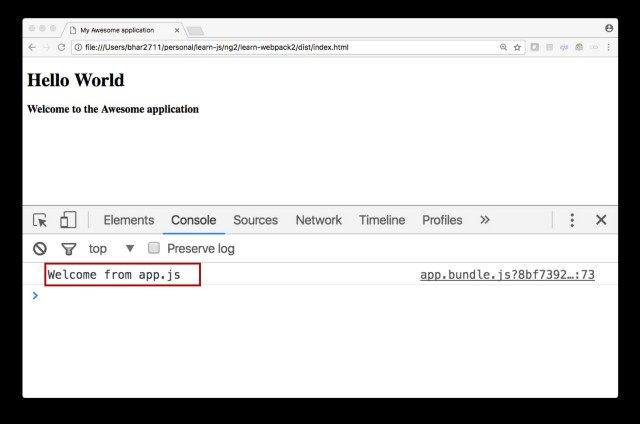 My Awesome application
file:///Users/bhar2711/personal/learn-js/ng2/learn-webpack2/dist/index.html
Hello World
Welcome to the Awesome application
Elements Console Sources Network Timeline Profiles »
top ▼ Preserve log
Welcome from app.js app.bundle.js?8bf7392…:73
>